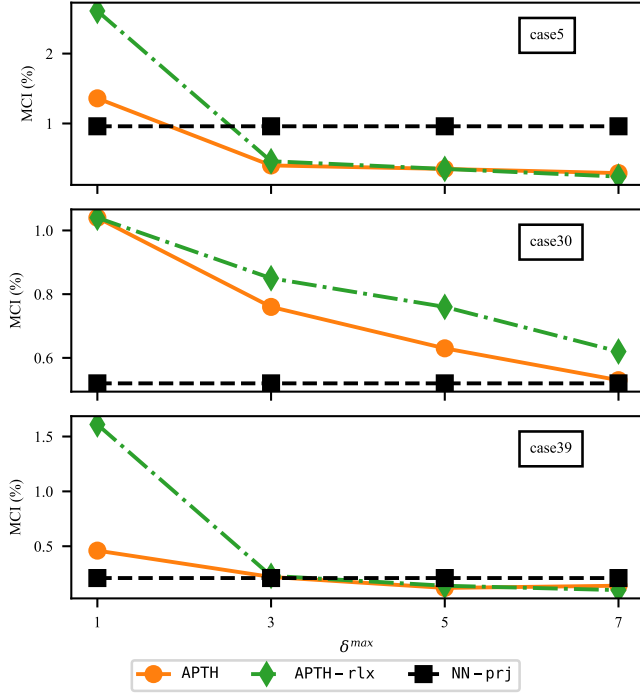 case5
MCI (%)
2
1
case30
MCI (%)
1.0
0.8
0.6
case39
MCI (%)
1.5
1.0
0.5
1 3 5 7
δ^max
APTH APTH-rlx NN-prj